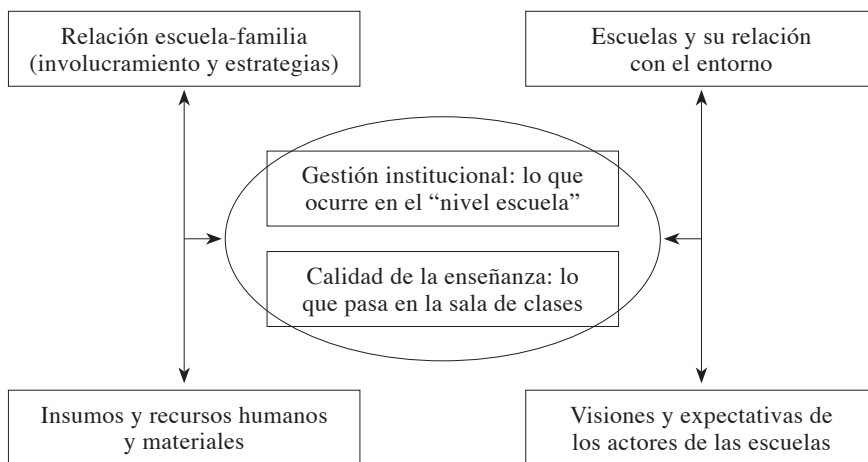 Relación escuela-familia
(involucramiento y estrategias)
Escuelas y su relación
con el entorno
Gestión institucional: lo que
ocurre en el “nivel escuela”
Calidad de la enseñanza: lo
que pasa en la sala de clases
Insumos y recursos humanos
y materiales
Visiones y expectativas de
los actores de las escuelas